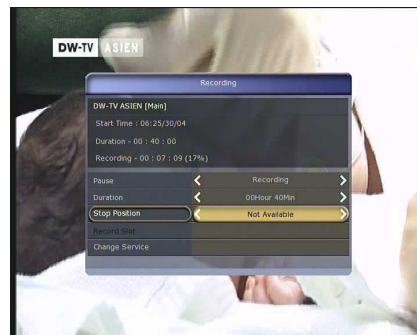 DW-TV ASIEN
Recording
DW-TV ASIEN [Main]
Start Time : 06:25/30/04
Duration - 00 : 40 : 00
Recording - 00 : 07 : 09 (17%)
Pause Recording
Duration 00Hour 40Min
Stop Position Not Available
Record Slot
Change Service